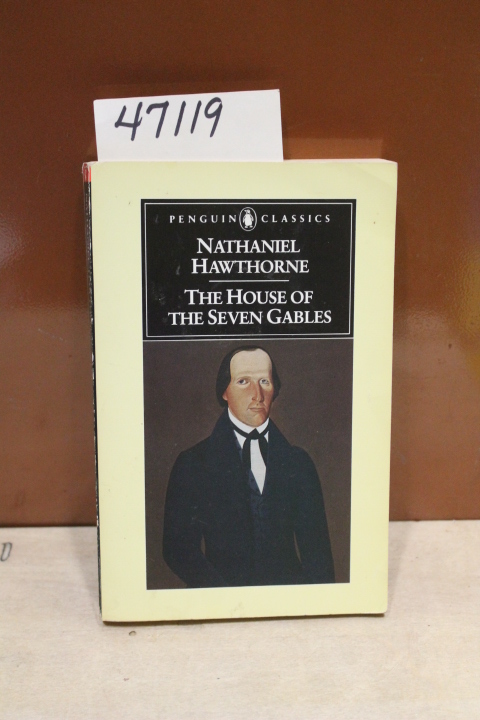 47119
PENGUIN CLASSICS
NATHANIEL
HAWTHORNE
THE HOUSE OF
THE SEVEN GABLES
D